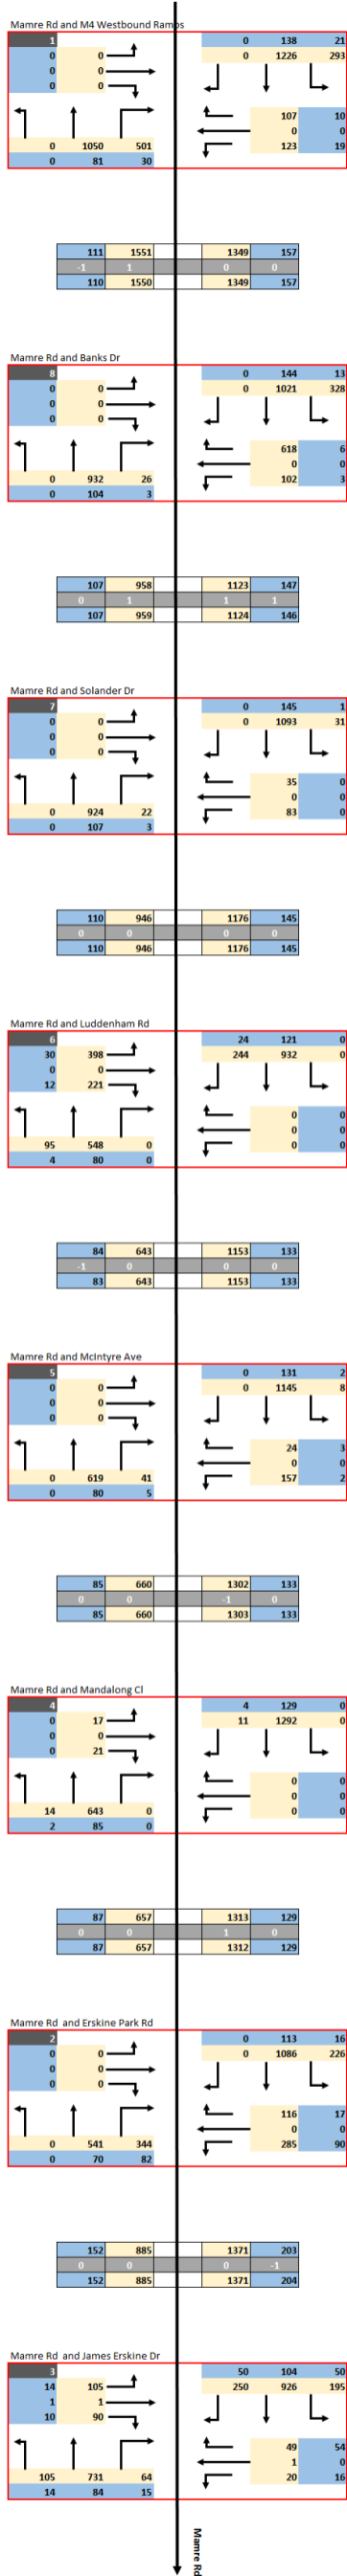 Mamre Rd and M4 Westbound Ramps
1 0 138 21
0 0 0 1226 293
0 0
0 0 107 10
0 0
0 1050 501 123 19
0 81 30
111 1551 1349 157
-1 1 0 0
110 1550 1349 157
Mamre Rd and Banks Dr
8 0 144 13
0 0 0 1021 328
0 0
0 0 618 6
0 0
0 932 26 102 3
0 104 3
107 958 1123 147
0 1 1 1
107 959 1124 146
Mamre Rd and Solander Dr
7 0 145 1
0 0 0 1093 31
0 0
0 0 35 0
0 0
0 924 22 83 0
0 107 3
110 946 1176 145
0 0 0 0
110 946 1176 145
Mamre Rd and Luddenham Rd
6 24 121 0
30 398 244 932 0
0 0
12 221 0 0
0 0
95 548 0 0 0
4 80 0
84 643 1153 133
-1 0 0 0
83 643 1153 133
Mamre Rd and McIntyre Ave
5 0 131 2
0 0 0 1145 8
0 0
0 0 24 3
0 0
0 619 41 157 2
0 80 5
85 660 1302 133
0 0 -1 0
85 660 1303 133
Mamre Rd and Mandalong Cl
4 4 129 0
0 17 11 1292 0
0 0
0 21 0 0
0 0
14 643 0 0 0
2 85 0
87 657 1313 129
0 0 1 0
87 657 1312 129
Mamre Rd and Erskine Park Rd
2 0 113 16
0 0 0 1086 226
0 0
0 0 116 17
0 0
0 541 344 285 90
0 70 82
152 885 1371 203
0 0 0 -1
152 885 1371 204
Mamre Rd and James Erskine Dr
3 50 104 50
14 105 250 926 195
1 1
10 90 49 54
1 0
105 731 64 20 16
14 84 15
Mamre Rd